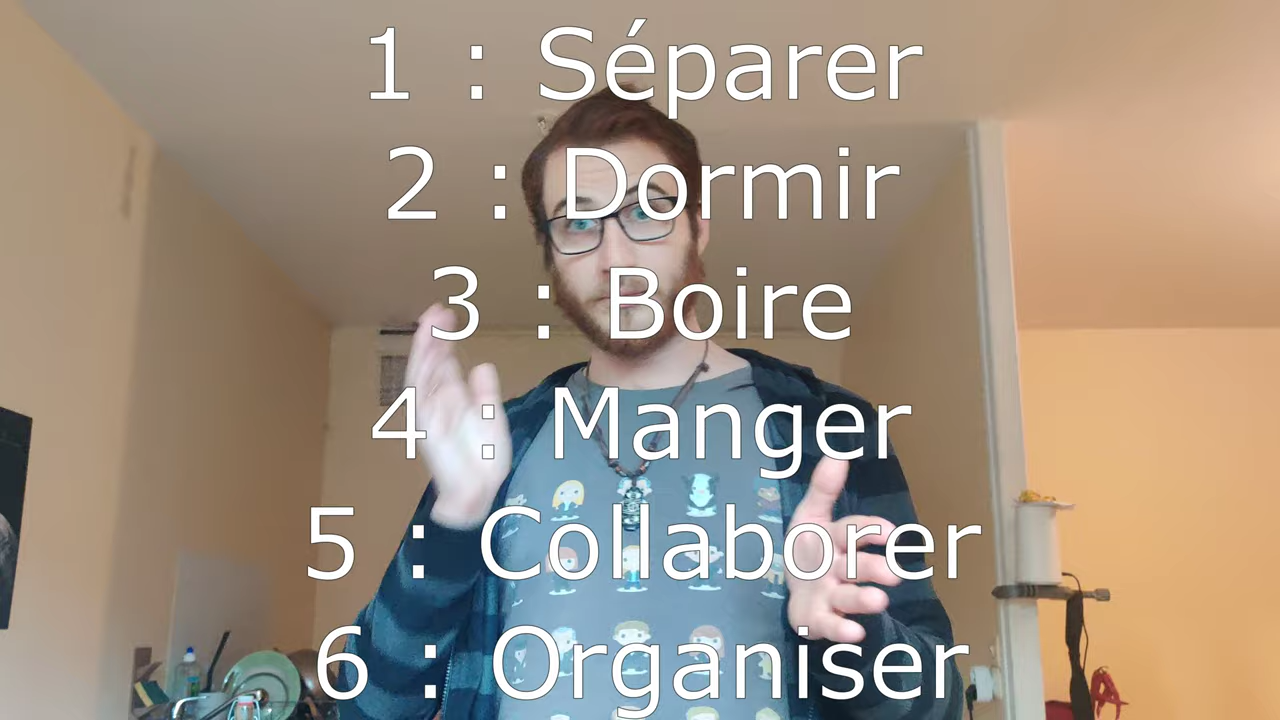 1 : Séparer
2 : Dormir
3 : Boire
4 : Manger
5 : Collaborer
6 : Organiser